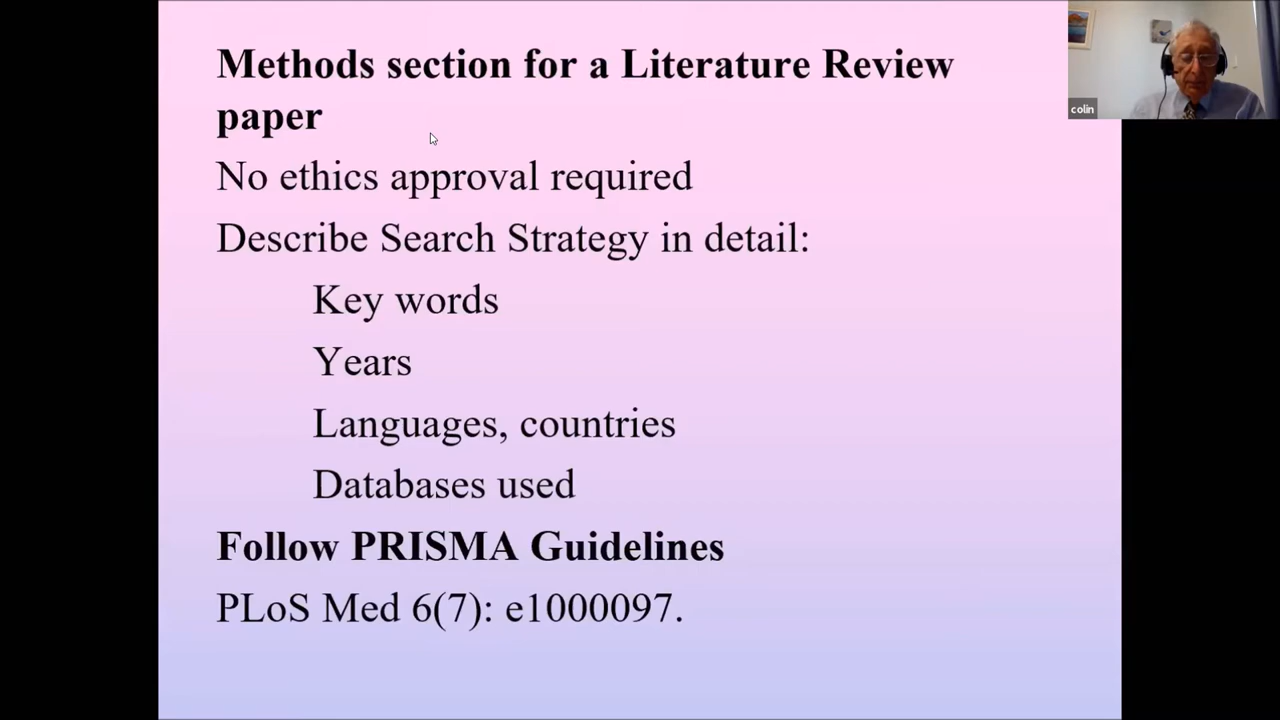 Methods section for a Literature Review
paper
No ethics approval required
Describe Search Strategy in detail:
Key words
Years
Languages, countries
Databases used
Follow PRISMA Guidelines
PLoS Med 6(7): e1000097.
colin